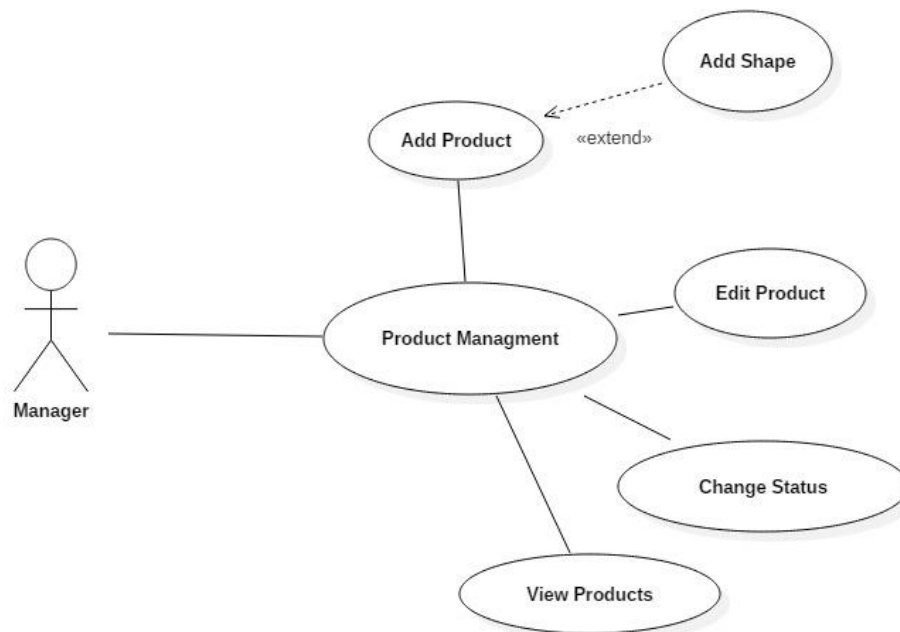 Add Shape
Add Product
«extend»
Edit Product
Product Managment
Manager
Change Status
View Products